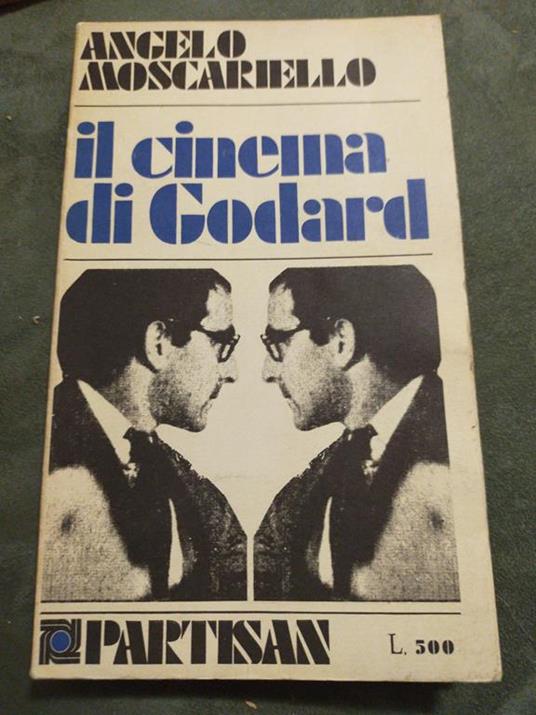 ANGELO
MOSCARIELLO
il cinema
di Godard
PARTISAN
L. 500